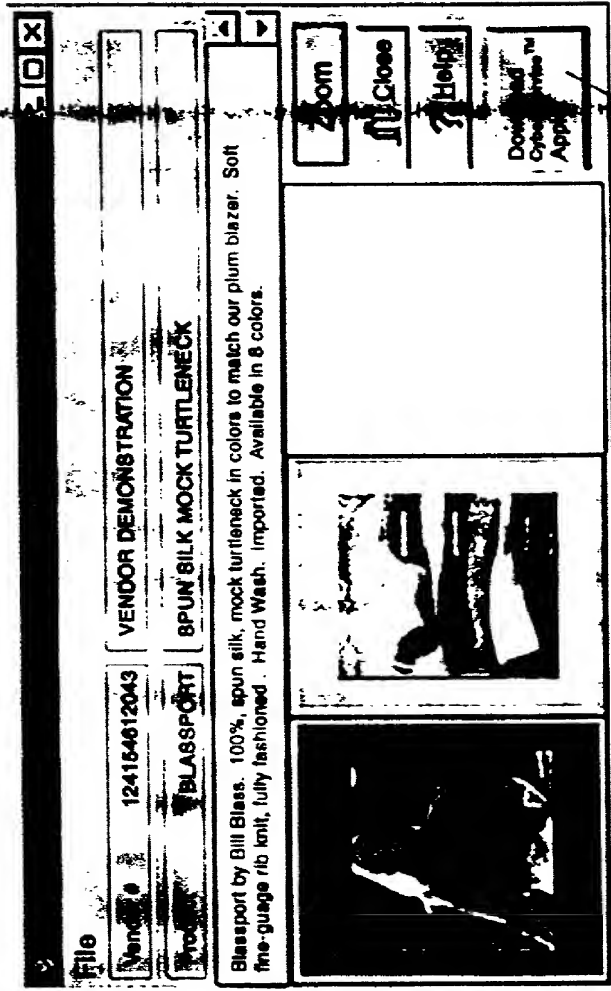 File
Vendor # 124154612043 VENDOR DEMONSTRATION
Product BLASSPORT SPUN SILK MOCK TURTLENECK
Blassport by Bill Blass. 100%, spun silk, mock turtleneck in colors to match our plum blazer. Soft
fine-guage rib knit, fully fashioned. Hand Wash. Imported. Available in 8 colors.
Zoom
Close
? Help
Download